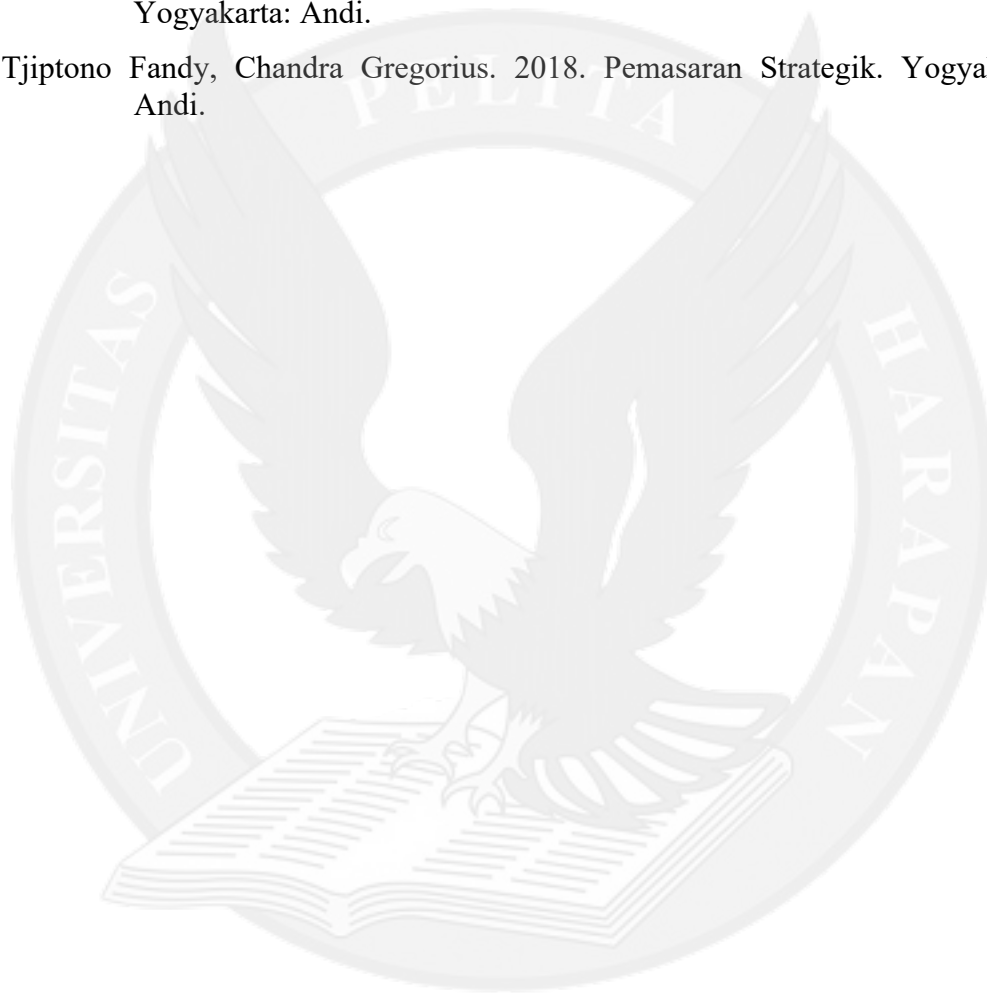 Yogyakarta: Andi.
Tjiptono Fandy, Chandra Gregorius. 2018. Pemasaran Strategik. Yogya
Andi.
UNIVERSITAS PELITA HARAPAN